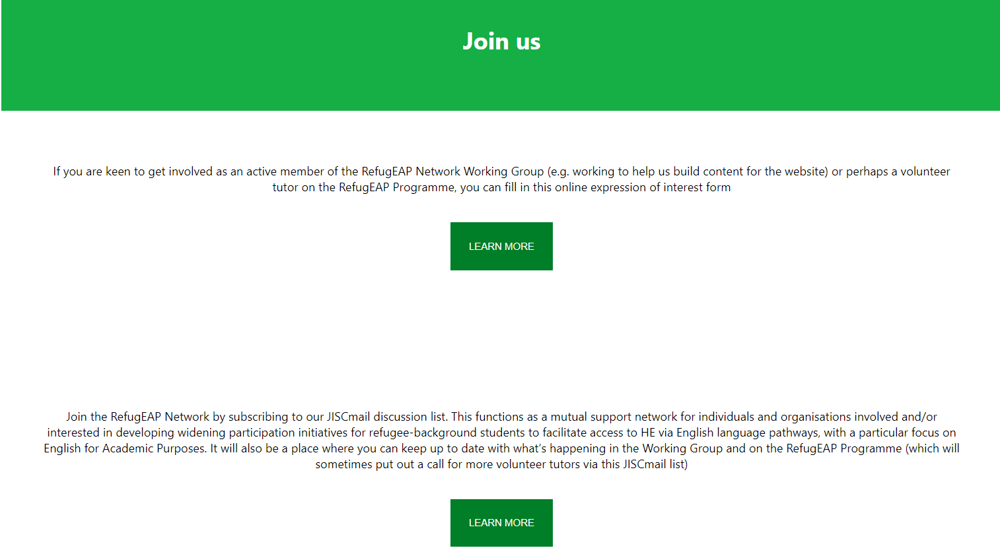 Join us
If you are keen to get involved as an active member of the RefugEAP Network Working Group (e.g. working to help us build content for the website) or perhaps a volunteer
tutor on the RefugEAP Programme, you can fill in this online expression of interest form
LEARN MORE
Join the RefugEAP Network by subscribing to our JISCmail discussion list. This functions as a mutual support network for individuals and organisations involved and/or
interested in developing widening participation initiatives for refugee-background students to facilitate access to HE via English language pathways, with a particular focus on
English for Academic Purposes. It will also be a place where you can keep up to date with what’s happening in the Working Group and on the RefugEAP Programme (which will
sometimes put out a call for more volunteer tutors via this JISCmail list)
LEARN MORE